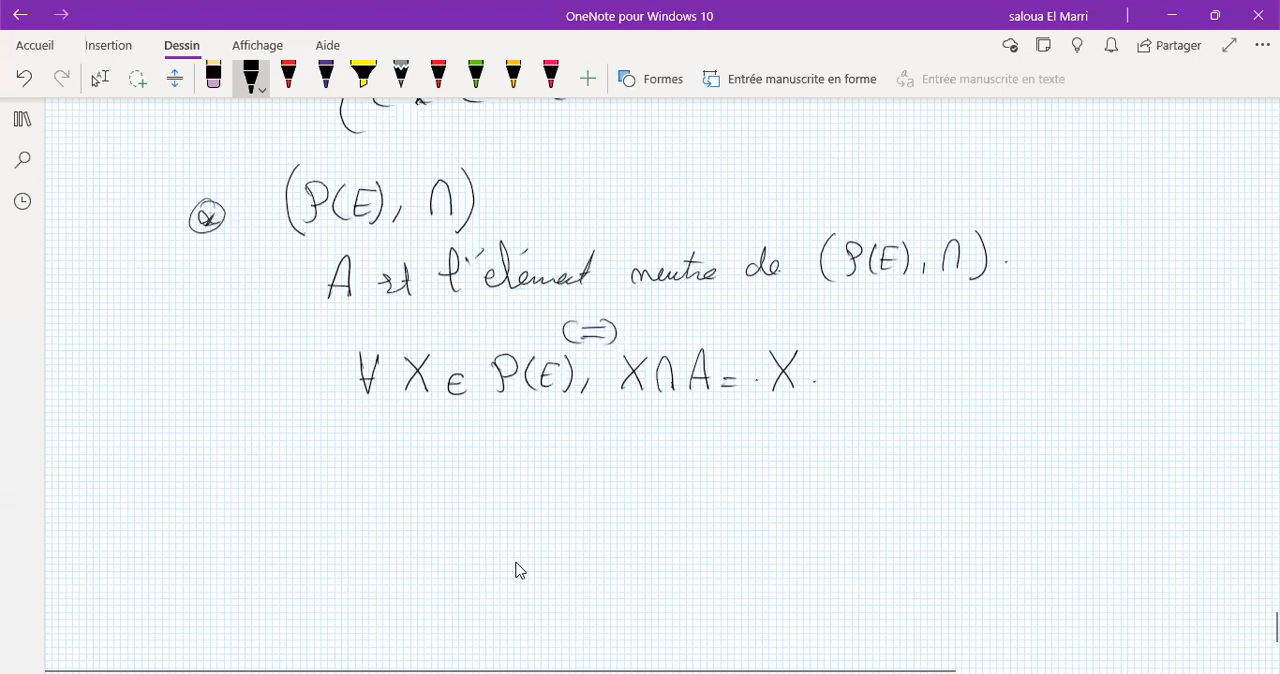 OneNote pour Windows 10
saloua El Marri
Accueil Insertion Dessin Affichage Aide
Partager
Formes Entrée manuscrite en forme Entrée manuscrite en texte
(P(E), ∩)
A est l'élément neutre de (P(E), ∩).
(=)
∀ X ∈ P(E), X∩A = X.